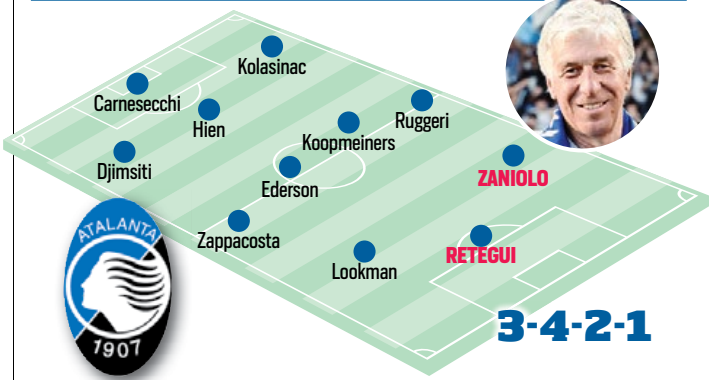 Kolasinac
Carnesecchi
Hien
Ruggeri
Koopmeiners
Djimsiti
ZANIOLO
Ederson
Zappacosta
RETEGUI
Lookman
ATALANTA
1907
3-4-2-1